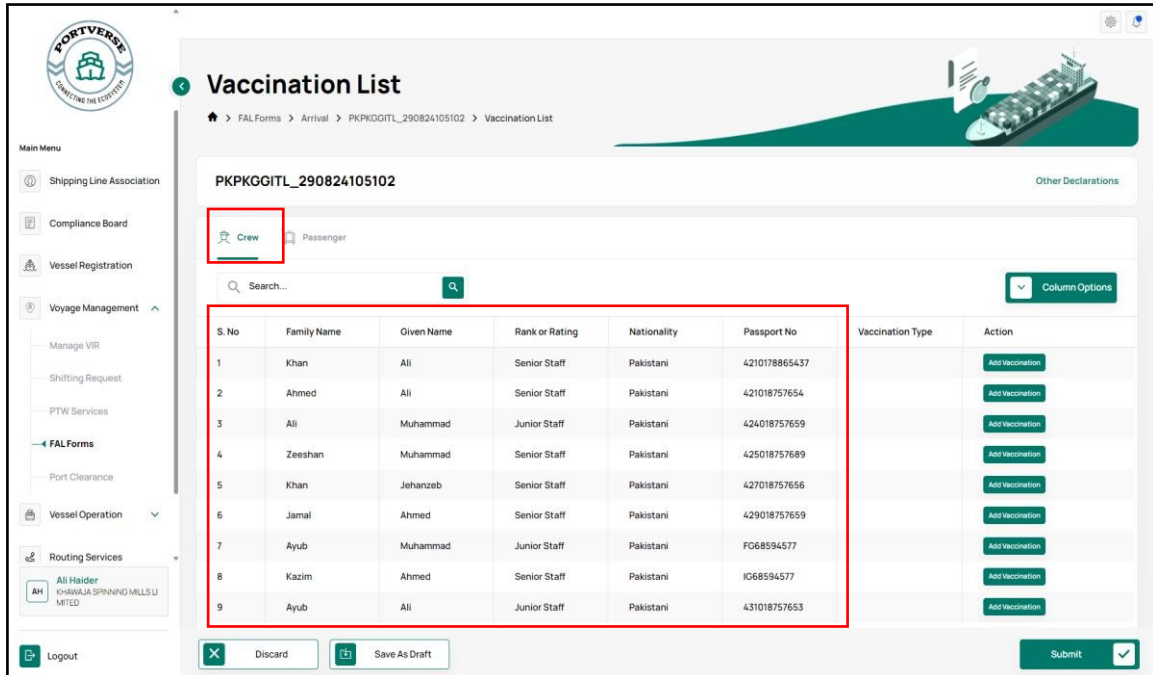 PORTVERSE
CONNECTING THE ECOSYSTEM
Main Menu
Shipping Line Association
Compliance Board
Vessel Registration
Voyage Management
Manage VIR
Shifting Request
PTW Services
FAL Forms
Port Clearance
Vessel Operation
Routing Services
AH
Ali Haider
KHAWAJA SPINNING MILLS LI
MITED
Logout
Vaccination List
> FAL Forms > Arrival > PKPKGGITL_290824105102 > Vaccination List
PKPKGGITL_290824105102 Other Declarations
Crew Passenger
Search... Column Options
S. No Family Name Given Name Rank or Rating Nationality Passport No Vaccination Type Action
1 Khan Ali Senior Staff Pakistani 4210178865437 Add Vaccination
2 Ahmed Ali Senior Staff Pakistani 421018757654 Add Vaccination
3 Ali Muhammad Junior Staff Pakistani 424018757659 Add Vaccination
4 Zeeshan Muhammad Senior Staff Pakistani 425018757689 Add Vaccination
5 Khan Jehanzeb Senior Staff Pakistani 427018757656 Add Vaccination
6 Jamal Ahmed Senior Staff Pakistani 429018757659 Add Vaccination
7 Ayub Muhammad Junior Staff Pakistani FG68594577 Add Vaccination
8 Kazim Ahmed Senior Staff Pakistani IG68594577 Add Vaccination
9 Ayub Ali Junior Staff Pakistani 431018757653 Add Vaccination
Discard Save As Draft Submit